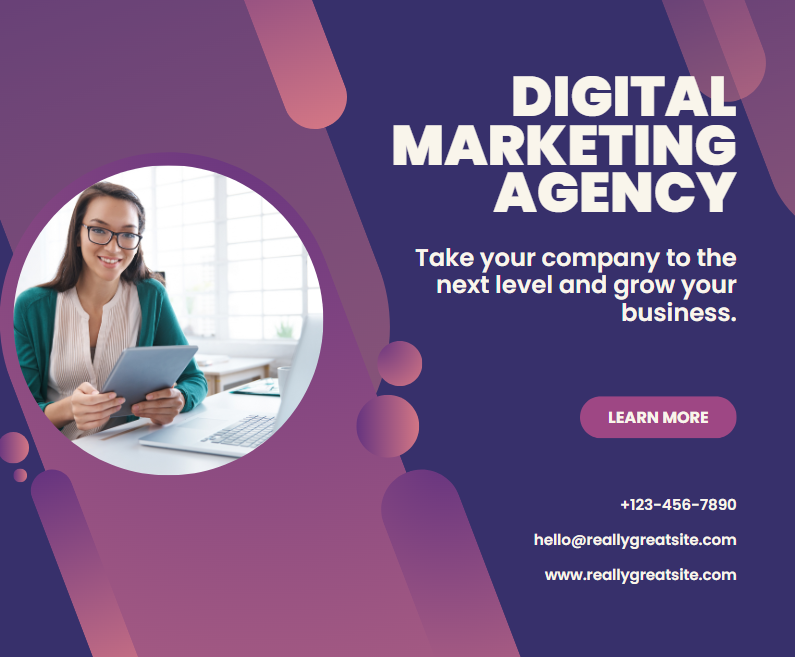 DIGITAL
MARKETING
AGENCY
Take your company to the
next level and grow your
business.
LEARN MORE
+123-456-7890
hello@reallygreatsite.com
www.reallygreatsite.com